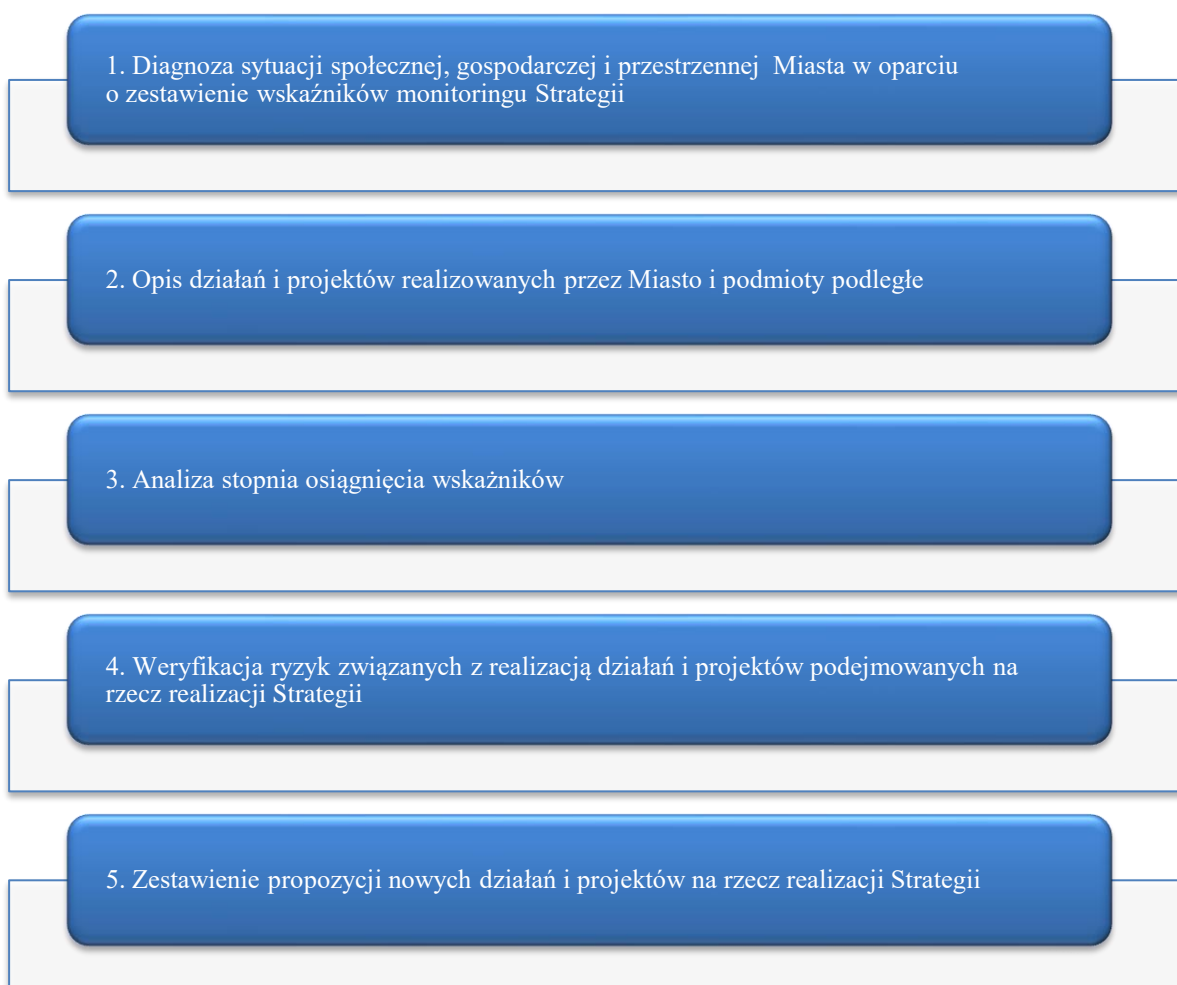 1. Diagnoza sytuacji społecznej, gospodarczej i przestrzennej  Miasta w oparciu
o zestawienie wskaźników monitoringu Strategii
2. Opis działań i projektów realizowanych przez Miasto i podmioty podległe
3. Analiza stopnia osiągnięcia wskażników
4. Weryfikacja ryzyk związanych z realizacją działań i projektów podejmowanych na
rzecz realizacji Strategii
5. Zestawienie propozycji nowych działań i projektów na rzecz realizacji Strategii